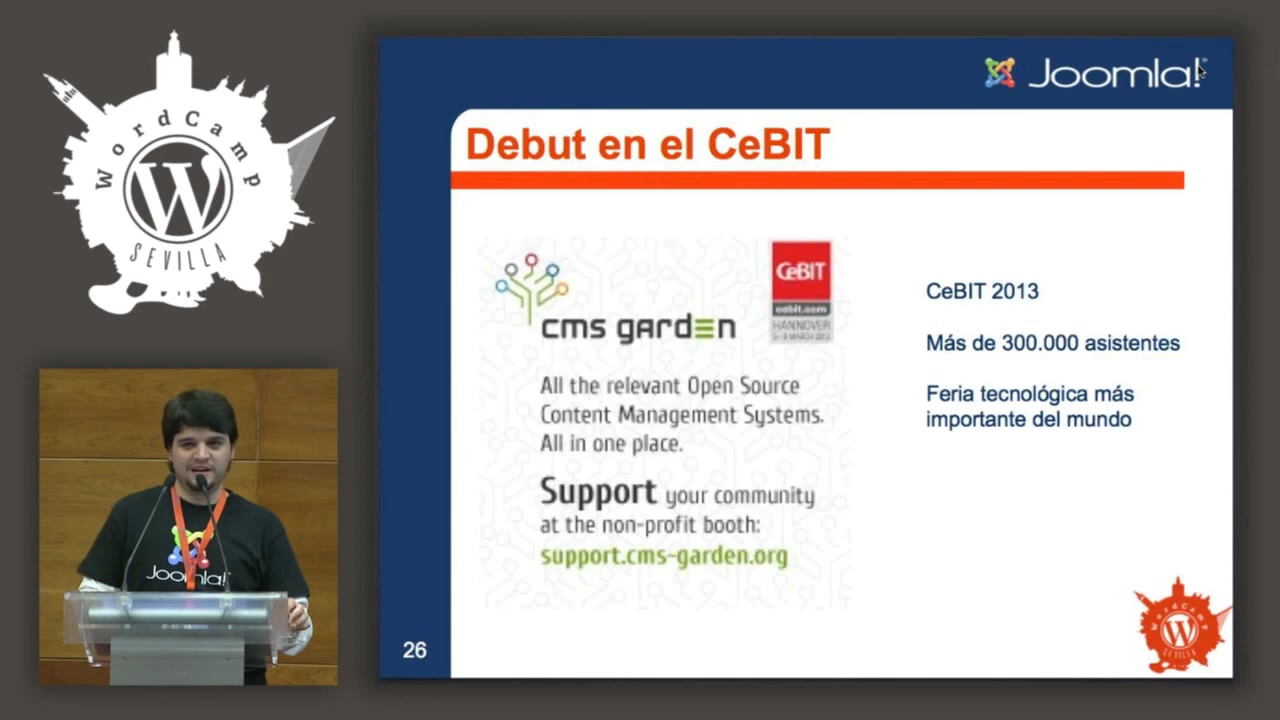 WordCamp
SEVILLA
Joomla!
Debut en el CeBIT
cms garden
CeBIT
cebit.com
HANNOVER
All the relevant Open Source
Content Management Systems.
All in one place.
Support your community
at the non-profit booth:
support.cms-garden.org
CeBIT 2013
Más de 300.000 asistentes
Feria tecnológica más
importante del mundo
Joomla!
26
WordCamp
SEVILLA